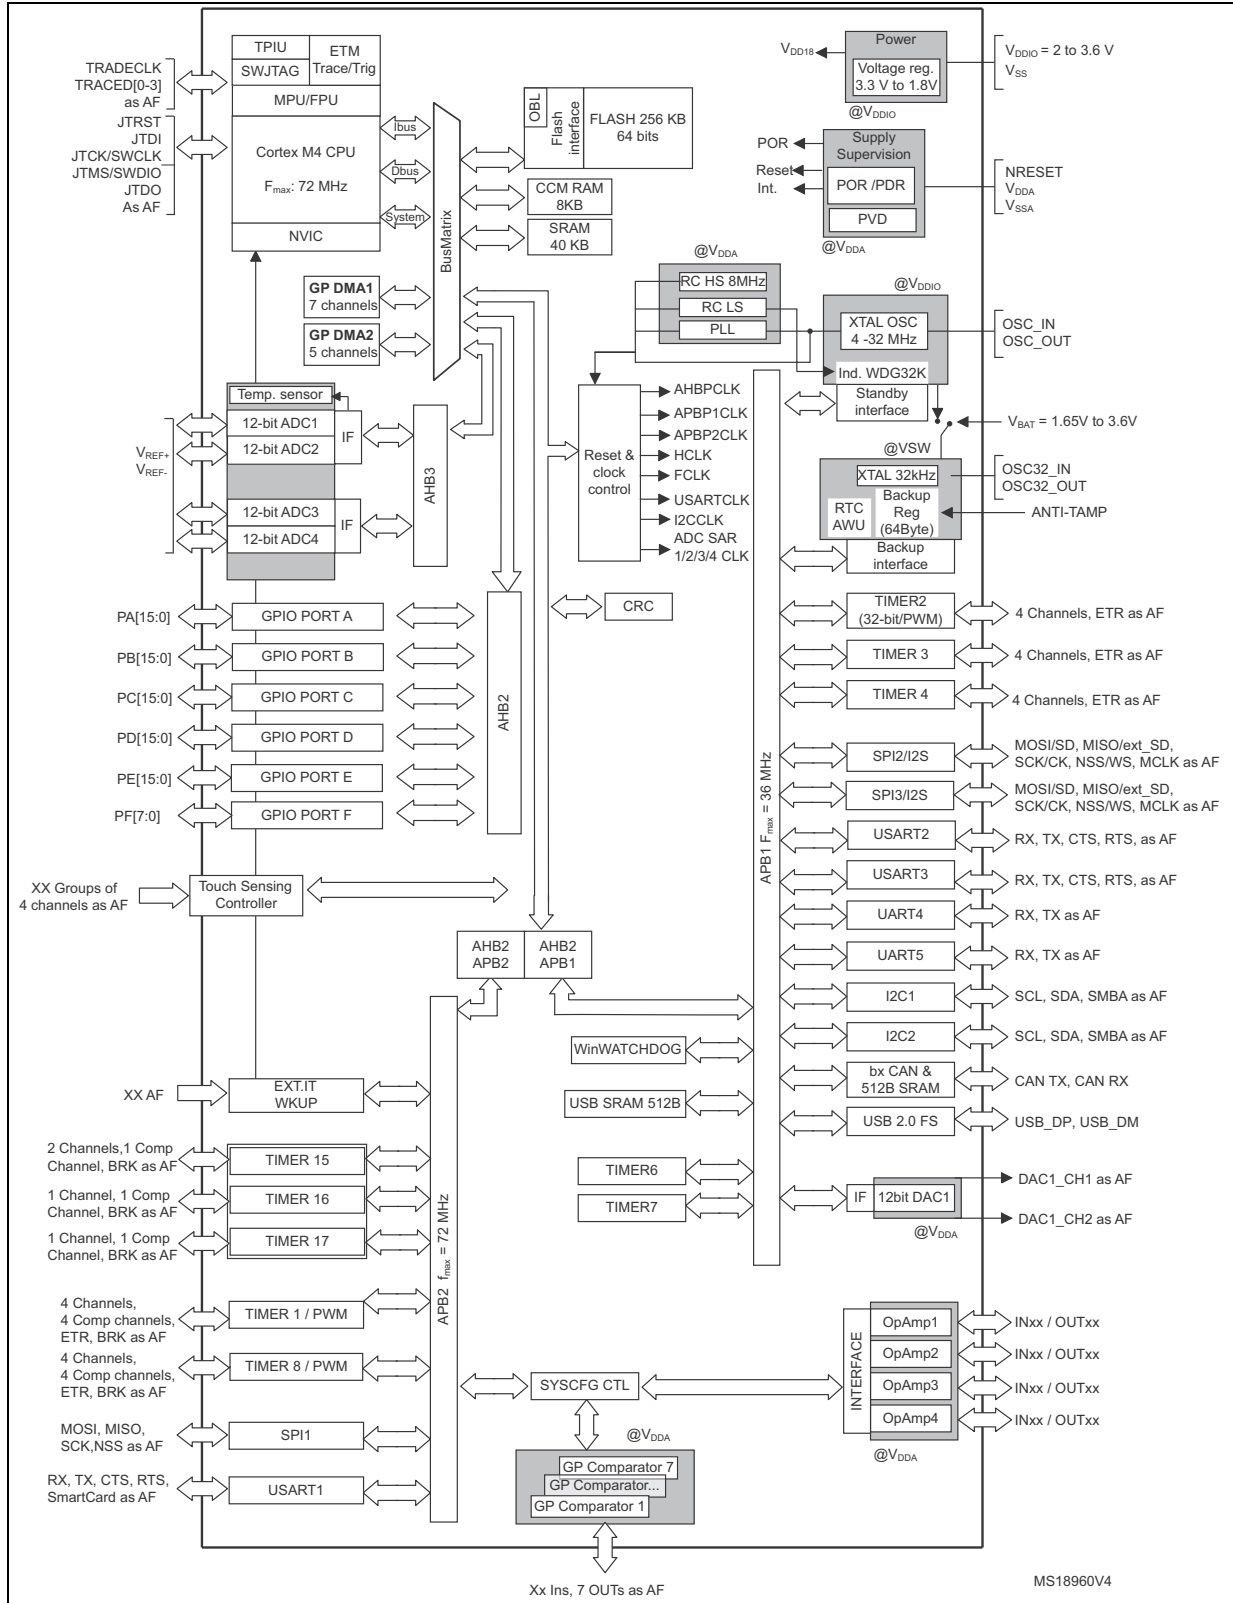 TPIU
ETM
Trace/Trig
SWJTAG
MPU/FPU
Cortex M4 CPU
Fmax: 72 MHz
NVIC
TRADECLK
TRACED[0-3]
as AF
JTRST
JTDI
JTCK/SWCLK
JTMS/SWDIO
JTDO
As AF
Ibus
Dbus
System
BusMatrix
OBL
Flash
interface
FLASH 256 KB
64 bits
CCM RAM
8KB
SRAM
40 KB
VDD18
Power
Voltage reg.
3.3 V to 1.8V
@VDDIO
VDDIO = 2 to 3.6 V
VSS
POR
Reset
Int.
Supply
Supervision
POR /PDR
PVD
@VDDA
NRESET
VDDA
VSSA
GP DMA1
7 channels
GP DMA2
5 channels
@VDDA
RC HS 8MHz
RC LS
PLL
@VDDIO
XTAL OSC
4 -32 MHz
Ind. WDG32K
Standby
interface
OSC_IN
OSC_OUT
VBAT = 1.65V to 3.6V
@VSW
XTAL 32kHz
RTC
AWU
Backup
Reg
(64Byte)
Backup
interface
OSC32_IN
OSC32_OUT
ANTI-TAMP
Reset &
clock
control
AHBPCLK
APBP1CLK
APBP2CLK
HCLK
FCLK
USARTCLK
I2CCLK
ADC SAR
1/2/3/4 CLK
Temp. sensor
12-bit ADC1
12-bit ADC2
IF
VREF+
VREF-
12-bit ADC3
12-bit ADC4
IF
AHB3
CRC
PA[15:0]
GPIO PORT A
PB[15:0]
GPIO PORT B
PC[15:0]
GPIO PORT C
PD[15:0]
GPIO PORT D
PE[15:0]
GPIO PORT E
PF[7:0]
GPIO PORT F
AHB2
XX Groups of
4 channels as AF
Touch Sensing
Controller
AHB2
APB2
AHB2
APB1
APB1 Fmax = 36 MHz
TIMER2
(32-bit/PWM)
4 Channels, ETR as AF
TIMER 3
4 Channels, ETR as AF
TIMER 4
4 Channels, ETR as AF
SPI2/I2S
MOSI/SD, MISO/ext_SD,
SCK/CK, NSS/WS, MCLK as AF
SPI3/I2S
MOSI/SD, MISO/ext_SD,
SCK/CK, NSS/WS, MCLK as AF
USART2
RX, TX, CTS, RTS, as AF
USART3
RX, TX, CTS, RTS, as AF
UART4
RX, TX as AF
UART5
RX, TX as AF
I2C1
SCL, SDA, SMBA as AF
I2C2
SCL, SDA, SMBA as AF
bx CAN &
512B SRAM
CAN TX, CAN RX
USB 2.0 FS
USB_DP, USB_DM
IF
12bit DAC1
@VDDA
DAC1_CH1 as AF
DAC1_CH2 as AF
WinWATCHDOG
USB SRAM 512B
TIMER6
TIMER7
XX AF
EXT.IT
WKUP
2 Channels,1 Comp
Channel, BRK as AF
TIMER 15
1 Channel, 1 Comp
Channel, BRK as AF
TIMER 16
1 Channel, 1 Comp
Channel, BRK as AF
TIMER 17
4 Channels,
4 Comp channels,
ETR, BRK as AF
TIMER 1 / PWM
4 Channels,
4 Comp channels,
ETR, BRK as AF
TIMER 8 / PWM
MOSI, MISO,
SCK,NSS as AF
SPI1
RX, TX, CTS, RTS,
SmartCard as AF
USART1
APB2 fmax = 72 MHz
SYSCFG CTL
@VDDA
GP Comparator 7
GP Comparator...
GP Comparator 1
Xx Ins, 7 OUTs as AF
INTERFACE
OpAmp1
INxx / OUTxx
OpAmp2
INxx / OUTxx
OpAmp3
INxx / OUTxx
OpAmp4
INxx / OUTxx
@VDDA
MS18960V4